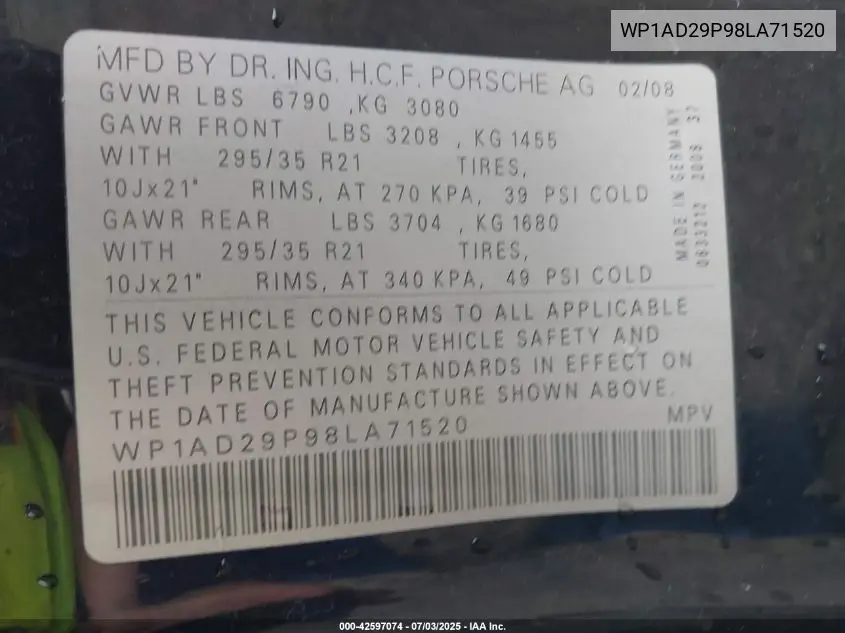 WP1AD29P98LA71520
MFD BY DR. ING. H.C.F. PORSCHE AG 02/08
GVWR LBS 6790 ,KG 3080
GAWR FRONT LBS 3208 , KG 1455
WITH 295/35 R21 TIRES,
10Jx21" RIMS, AT 270 KPA, 39 PSI COLD
GAWR REAR LBS 3704 , KG 1680
WITH 295/35 R21 TIRES,
10Jx21" RIMS, AT 340 KPA, 49 PSI COLD
MADE IN GERMANY
0633212 2008 37
THIS VEHICLE CONFORMS TO ALL APPLICABLE
U.S. FEDERAL MOTOR VEHICLE SAFETY AND
THEFT PREVENTION STANDARDS IN EFFECT ON
THE DATE OF MANUFACTURE SHOWN ABOVE.
WP1AD29P98LA71520 MPV
000-42597074 - 07/03/2025 - IAA Inc.